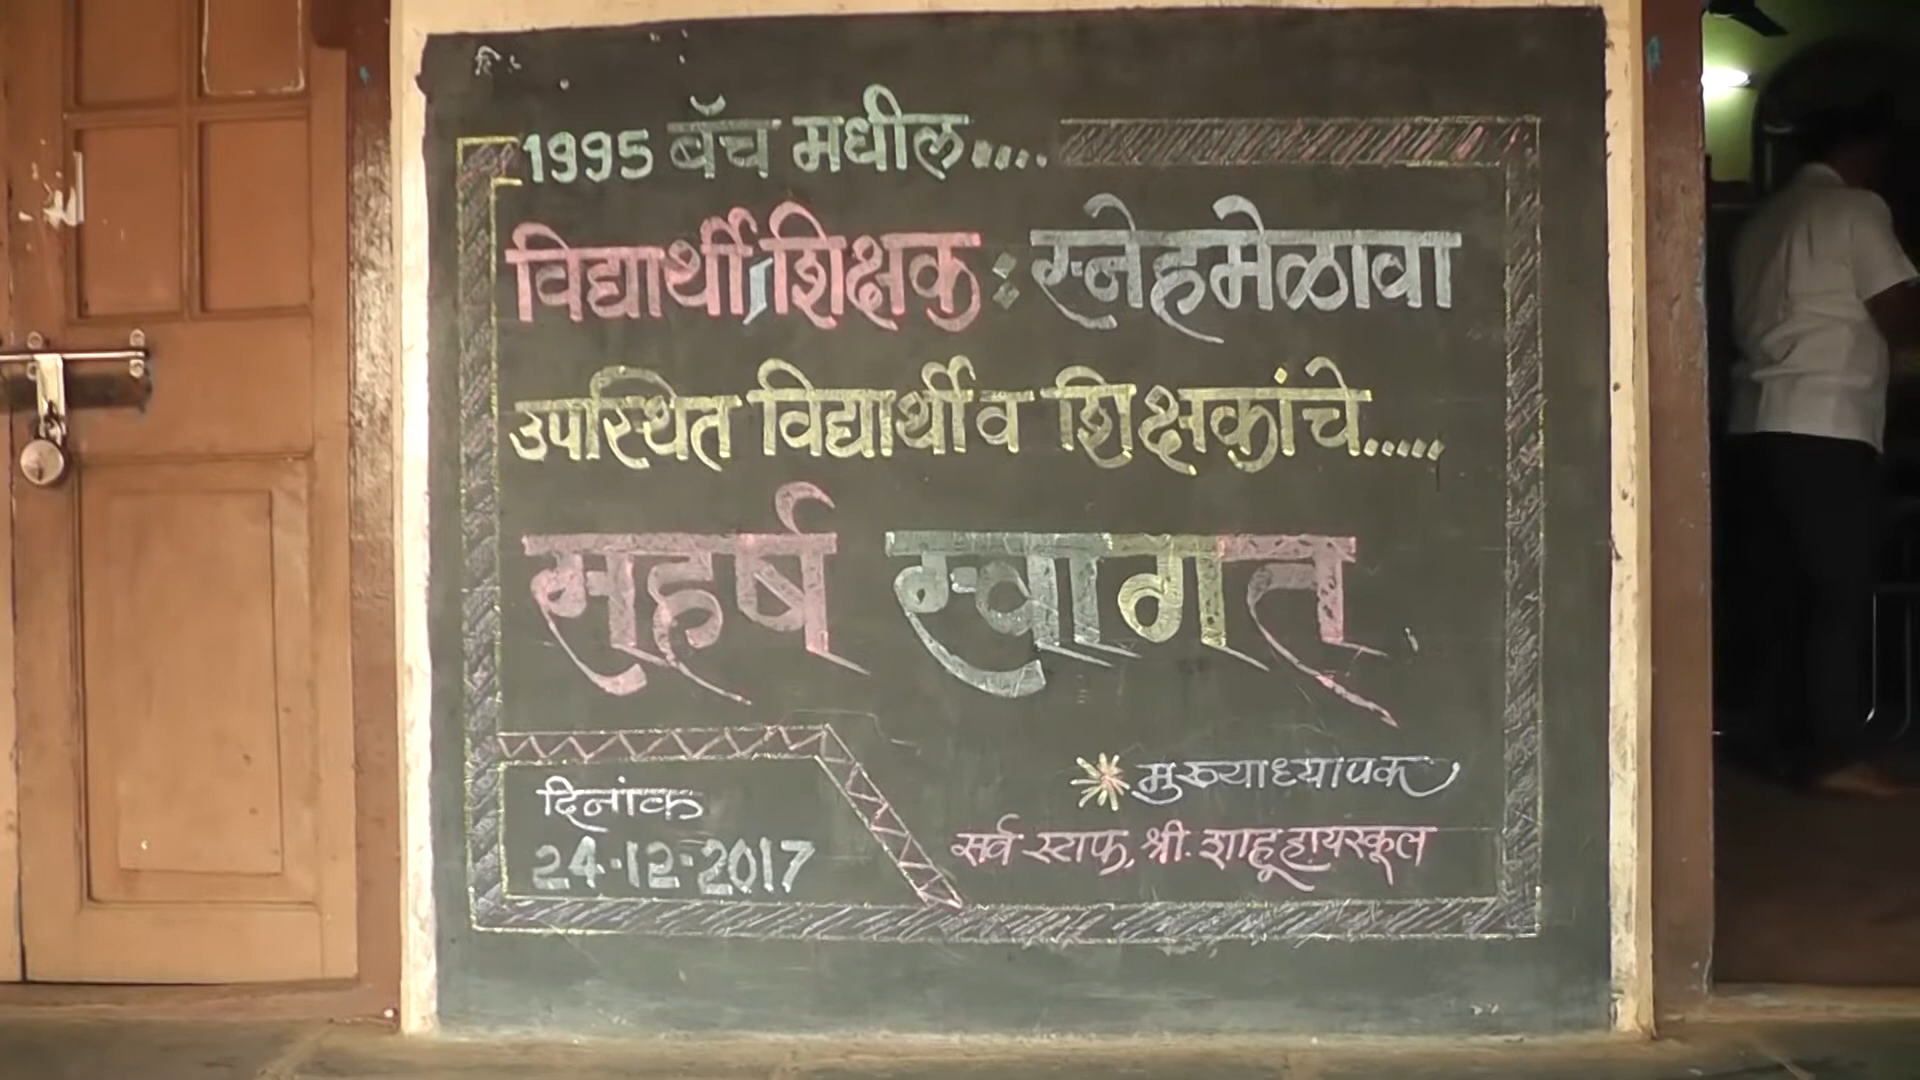 1995 बॅच मधील....
विद्यार्थी, शिक्षक : स्नेहमेळावा
उपस्थित विद्यार्थी व शिक्षकांचे.....
सहर्ष स्वागत
दिनांक
24-12-2017
मुख्याध्यापक
सर्व स्टाफ, श्री. शाहू हायस्कूल